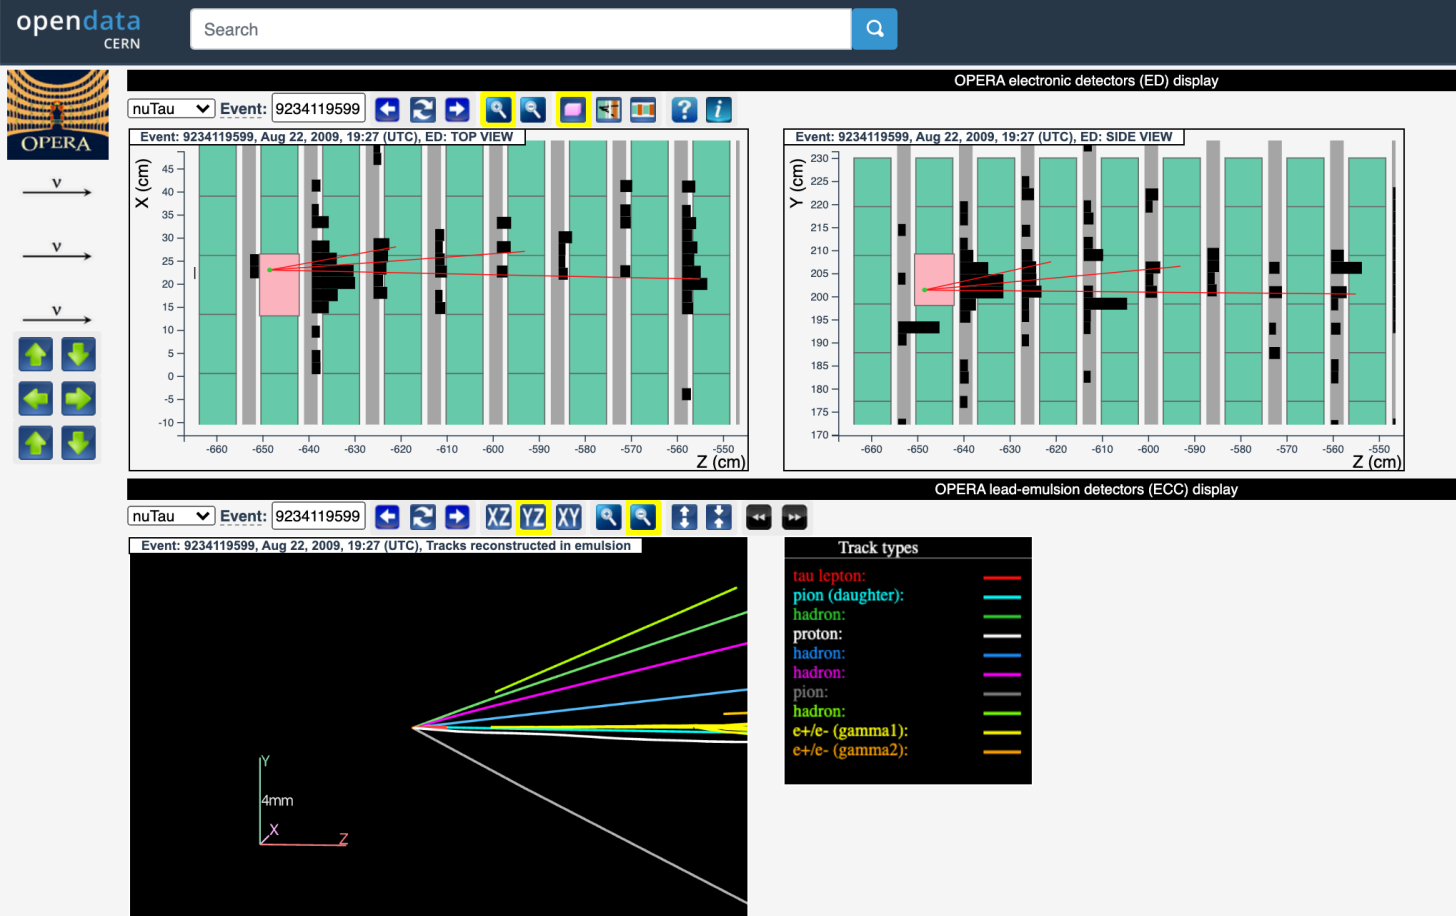 opendata
CERN
Search
OPERA
OPERA electronic detectors (ED) display
nuTau Event: 9234119599
Event: 9234119599, Aug 22, 2009, 19:27 (UTC), ED: TOP VIEW
X (cm)
45
40
35
30
25
20
15
10
5
0
-5
-10
-660 -650 -640 -630 -620 -610 -600 -590 -580 -570 -560 -550
Z (cm)
Event: 9234119599, Aug 22, 2009, 19:27 (UTC), ED: SIDE VIEW
Y (cm)
230
225
220
215
210
205
200
195
190
185
180
175
170
-660 -650 -640 -630 -620 -610 -600 -590 -580 -570 -560 -550
Z (cm)
ν
ν
ν
OPERA lead-emulsion detectors (ECC) display
nuTau Event: 9234119599 XZ YZ XY
Event: 9234119599, Aug 22, 2009, 19:27 (UTC), Tracks reconstructed in emulsion
Y
4mm
X
Z
Track types
tau lepton:
pion (daughter):
hadron:
proton:
hadron:
hadron:
pion:
hadron:
e+/e- (gamma1):
e+/e- (gamma2):